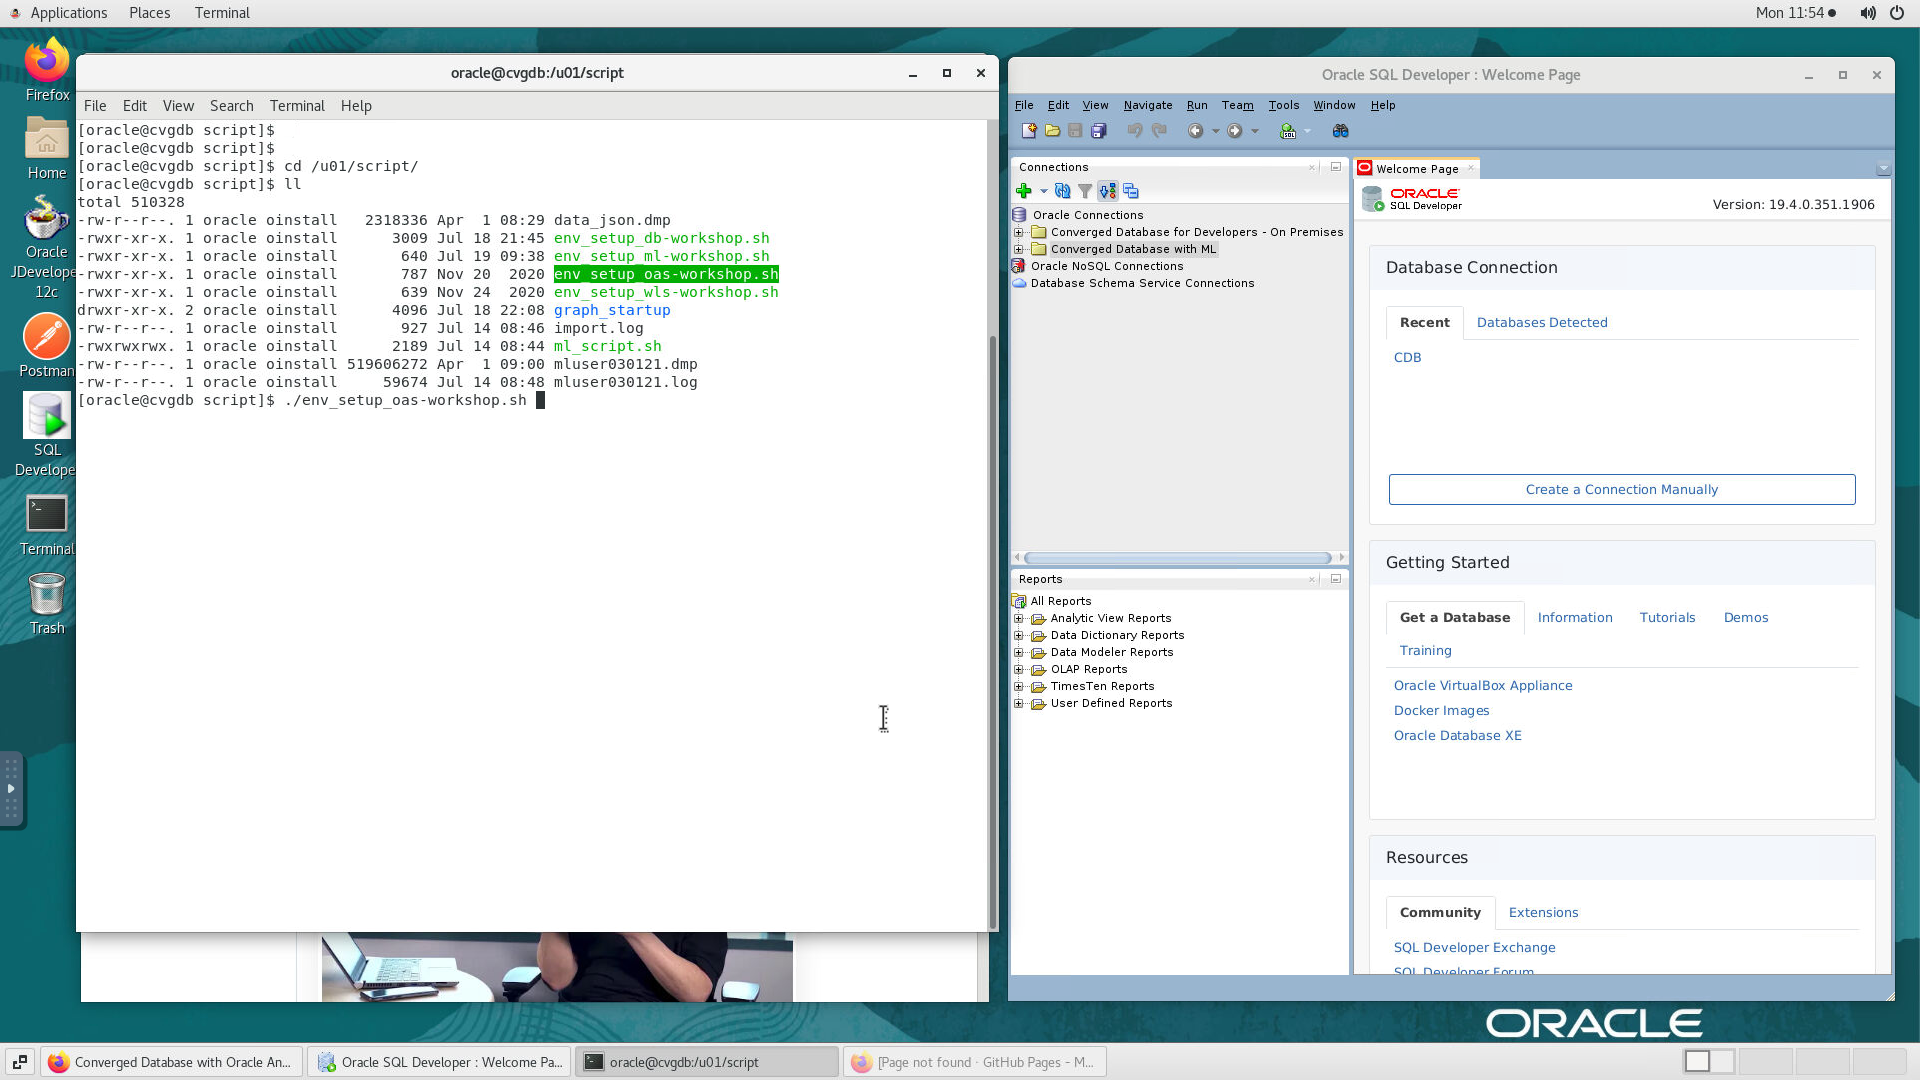 Applications Places Terminal
Mon 11:54
Firefox
Home
Oracle
JDevelope
12c
Postman
SQL
Develope
Terminal
Trash
oracle@cvgdb:/u01/script
File Edit View Search Terminal Help
[oracle@cvgdb script]$
[oracle@cvgdb script]$
[oracle@cvgdb script]$ cd /u01/script/
[oracle@cvgdb script]$ ll
total 510328
-rw-r--r--. 1 oracle oinstall 2318336 Apr 1 08:29 data_json.dmp
-rwxr-xr-x. 1 oracle oinstall 3009 Jul 18 21:45 env_setup_db-workshop.sh
-rwxr-xr-x. 1 oracle oinstall 640 Jul 19 09:38 env_setup_ml-workshop.sh
-rwxr-xr-x. 1 oracle oinstall 787 Nov 20 2020 env_setup_oas-workshop.sh
-rwxr-xr-x. 1 oracle oinstall 639 Nov 24 2020 env_setup_wls-workshop.sh
drwxr-xr-x. 2 oracle oinstall 4096 Jul 18 22:08 graph_startup
-rw-r--r--. 1 oracle oinstall 927 Jul 14 08:46 import.log
-rwxrwxrwx. 1 oracle oinstall 2189 Jul 14 08:44 ml_script.sh
-rw-r--r--. 1 oracle oinstall 519606272 Apr 1 09:00 mluser030121.dmp
-rw-r--r--. 1 oracle oinstall 59674 Jul 14 08:48 mluser030121.log
[oracle@cvgdb script]$ ./env_setup_oas-workshop.sh
Oracle SQL Developer : Welcome Page
File Edit View Navigate Run Team Tools Window Help
Connections
Oracle Connections
Converged Database for Developers - On Premises
Converged Database with ML
Oracle NoSQL Connections
Database Schema Service Connections
Reports
All Reports
Analytic View Reports
Data Dictionary Reports
Data Modeler Reports
OLAP Reports
TimesTen Reports
User Defined Reports
Welcome Page
ORACLE
SQL Developer
Version: 19.4.0.351.1906
Database Connection
Recent Databases Detected
CDB
Create a Connection Manually
Getting Started
Get a Database Information Tutorials Demos
Training
Oracle VirtualBox Appliance
Docker Images
Oracle Database XE
Resources
Community Extensions
SQL Developer Exchange
SQL Developer Forum
ORACLE
Converged Database with Oracle An...
Oracle SQL Developer : Welcome Pa...
oracle@cvgdb:/u01/script
[Page not found · GitHub Pages - M...